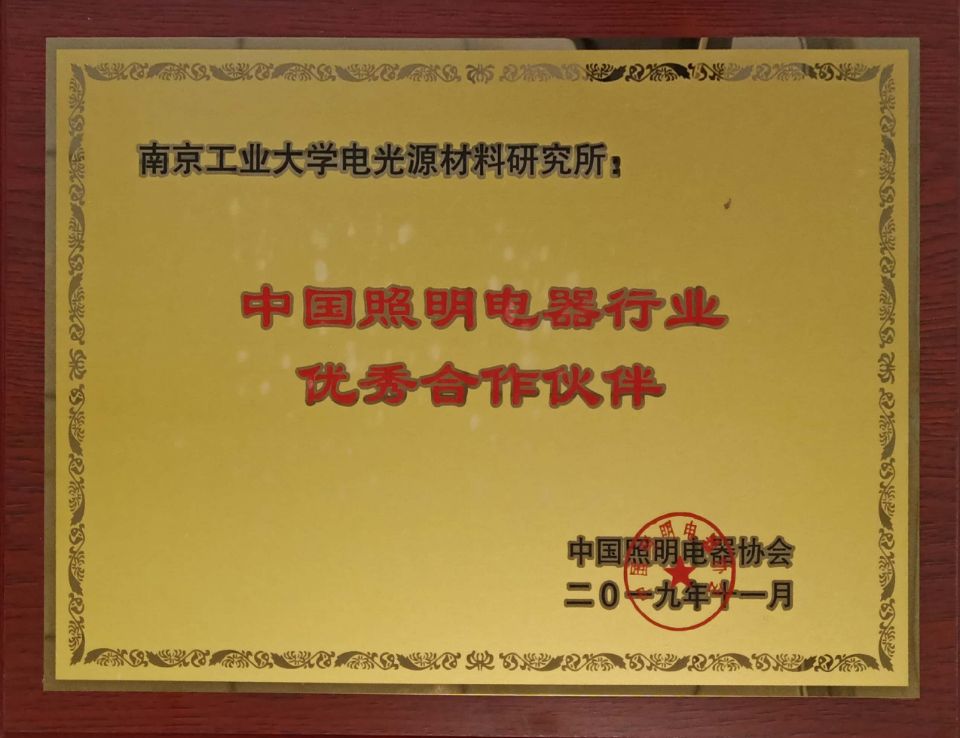 南京工业大学电光源材料研究所：
中国照明电器行业
优秀合作伙伴
中国照明电器协会
二0一九年十一月